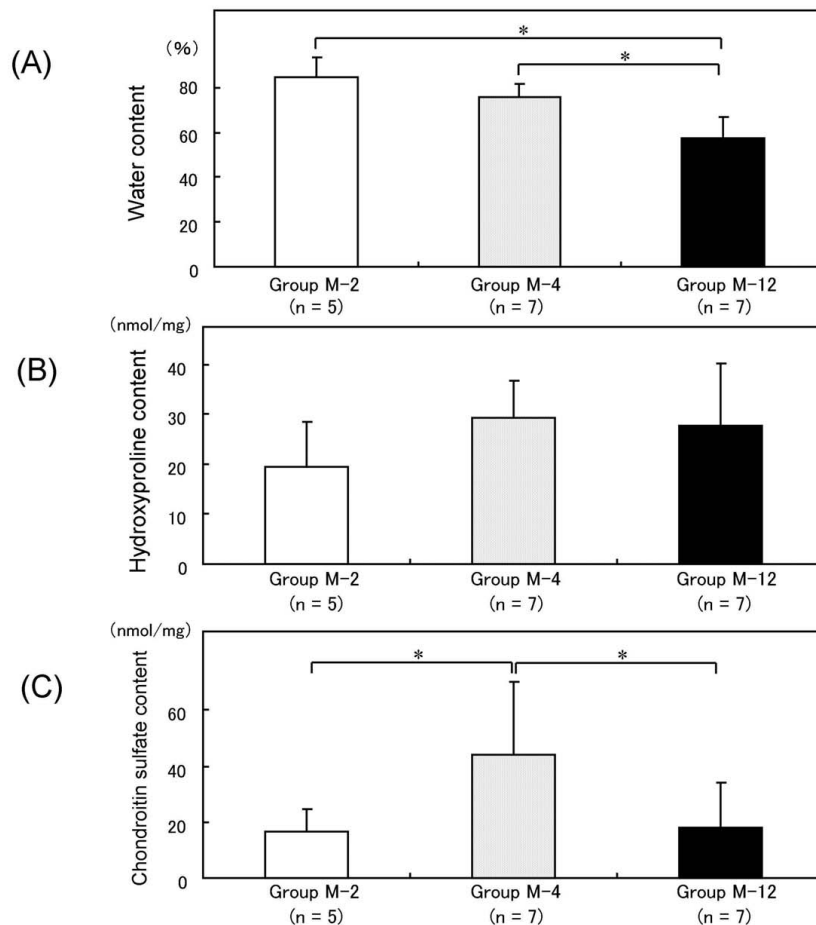 (A)
(%)
Water content
80
60
40
20
0
*
*
Group M-2
(n = 5)
Group M-4
(n = 7)
Group M-12
(n = 7)
(B)
(nmol/mg)
Hydroxyproline content
40
30
20
10
0
Group M-2
(n = 5)
Group M-4
(n = 7)
Group M-12
(n = 7)
(C)
(nmol/mg)
Chondroitin sulfate content
60
40
20
0
*
*
Group M-2
(n = 5)
Group M-4
(n = 7)
Group M-12
(n = 7)